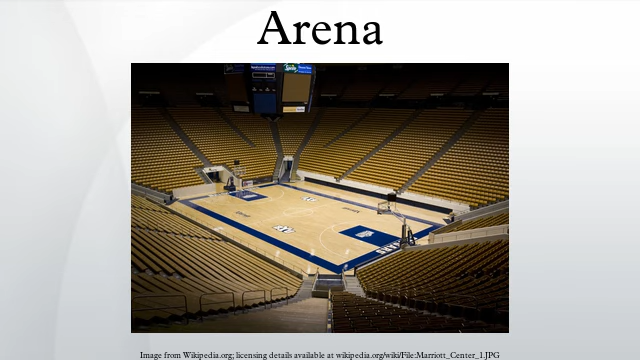 Arena
Image from Wikipedia.org; licensing details available at wikipedia.org/wiki/File:Marriott_Center_1.JPG